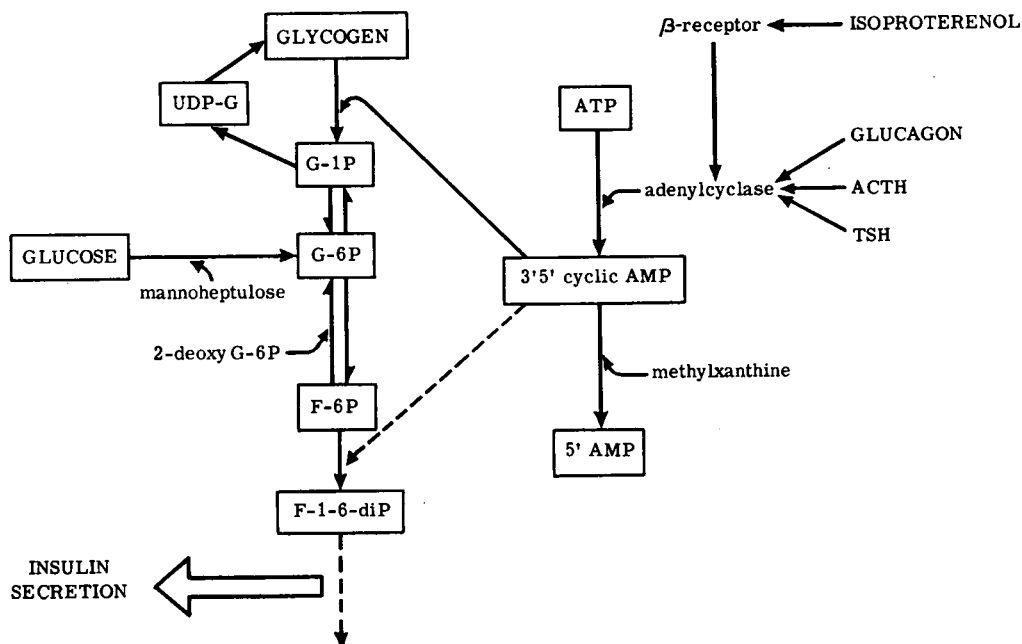 β-receptor
ISOPROTERENOL
GLYCOGEN
UDP-G
ATP
GLUCAGON
G-1P
adenylcyclase
ACTH
TSH
GLUCOSE
G-6P
3'5' cyclic AMP
mannoheptulose
2-deoxy G-6P
methylxanthine
F-6P
5' AMP
F-1-6-diP
INSULIN
SECRETION